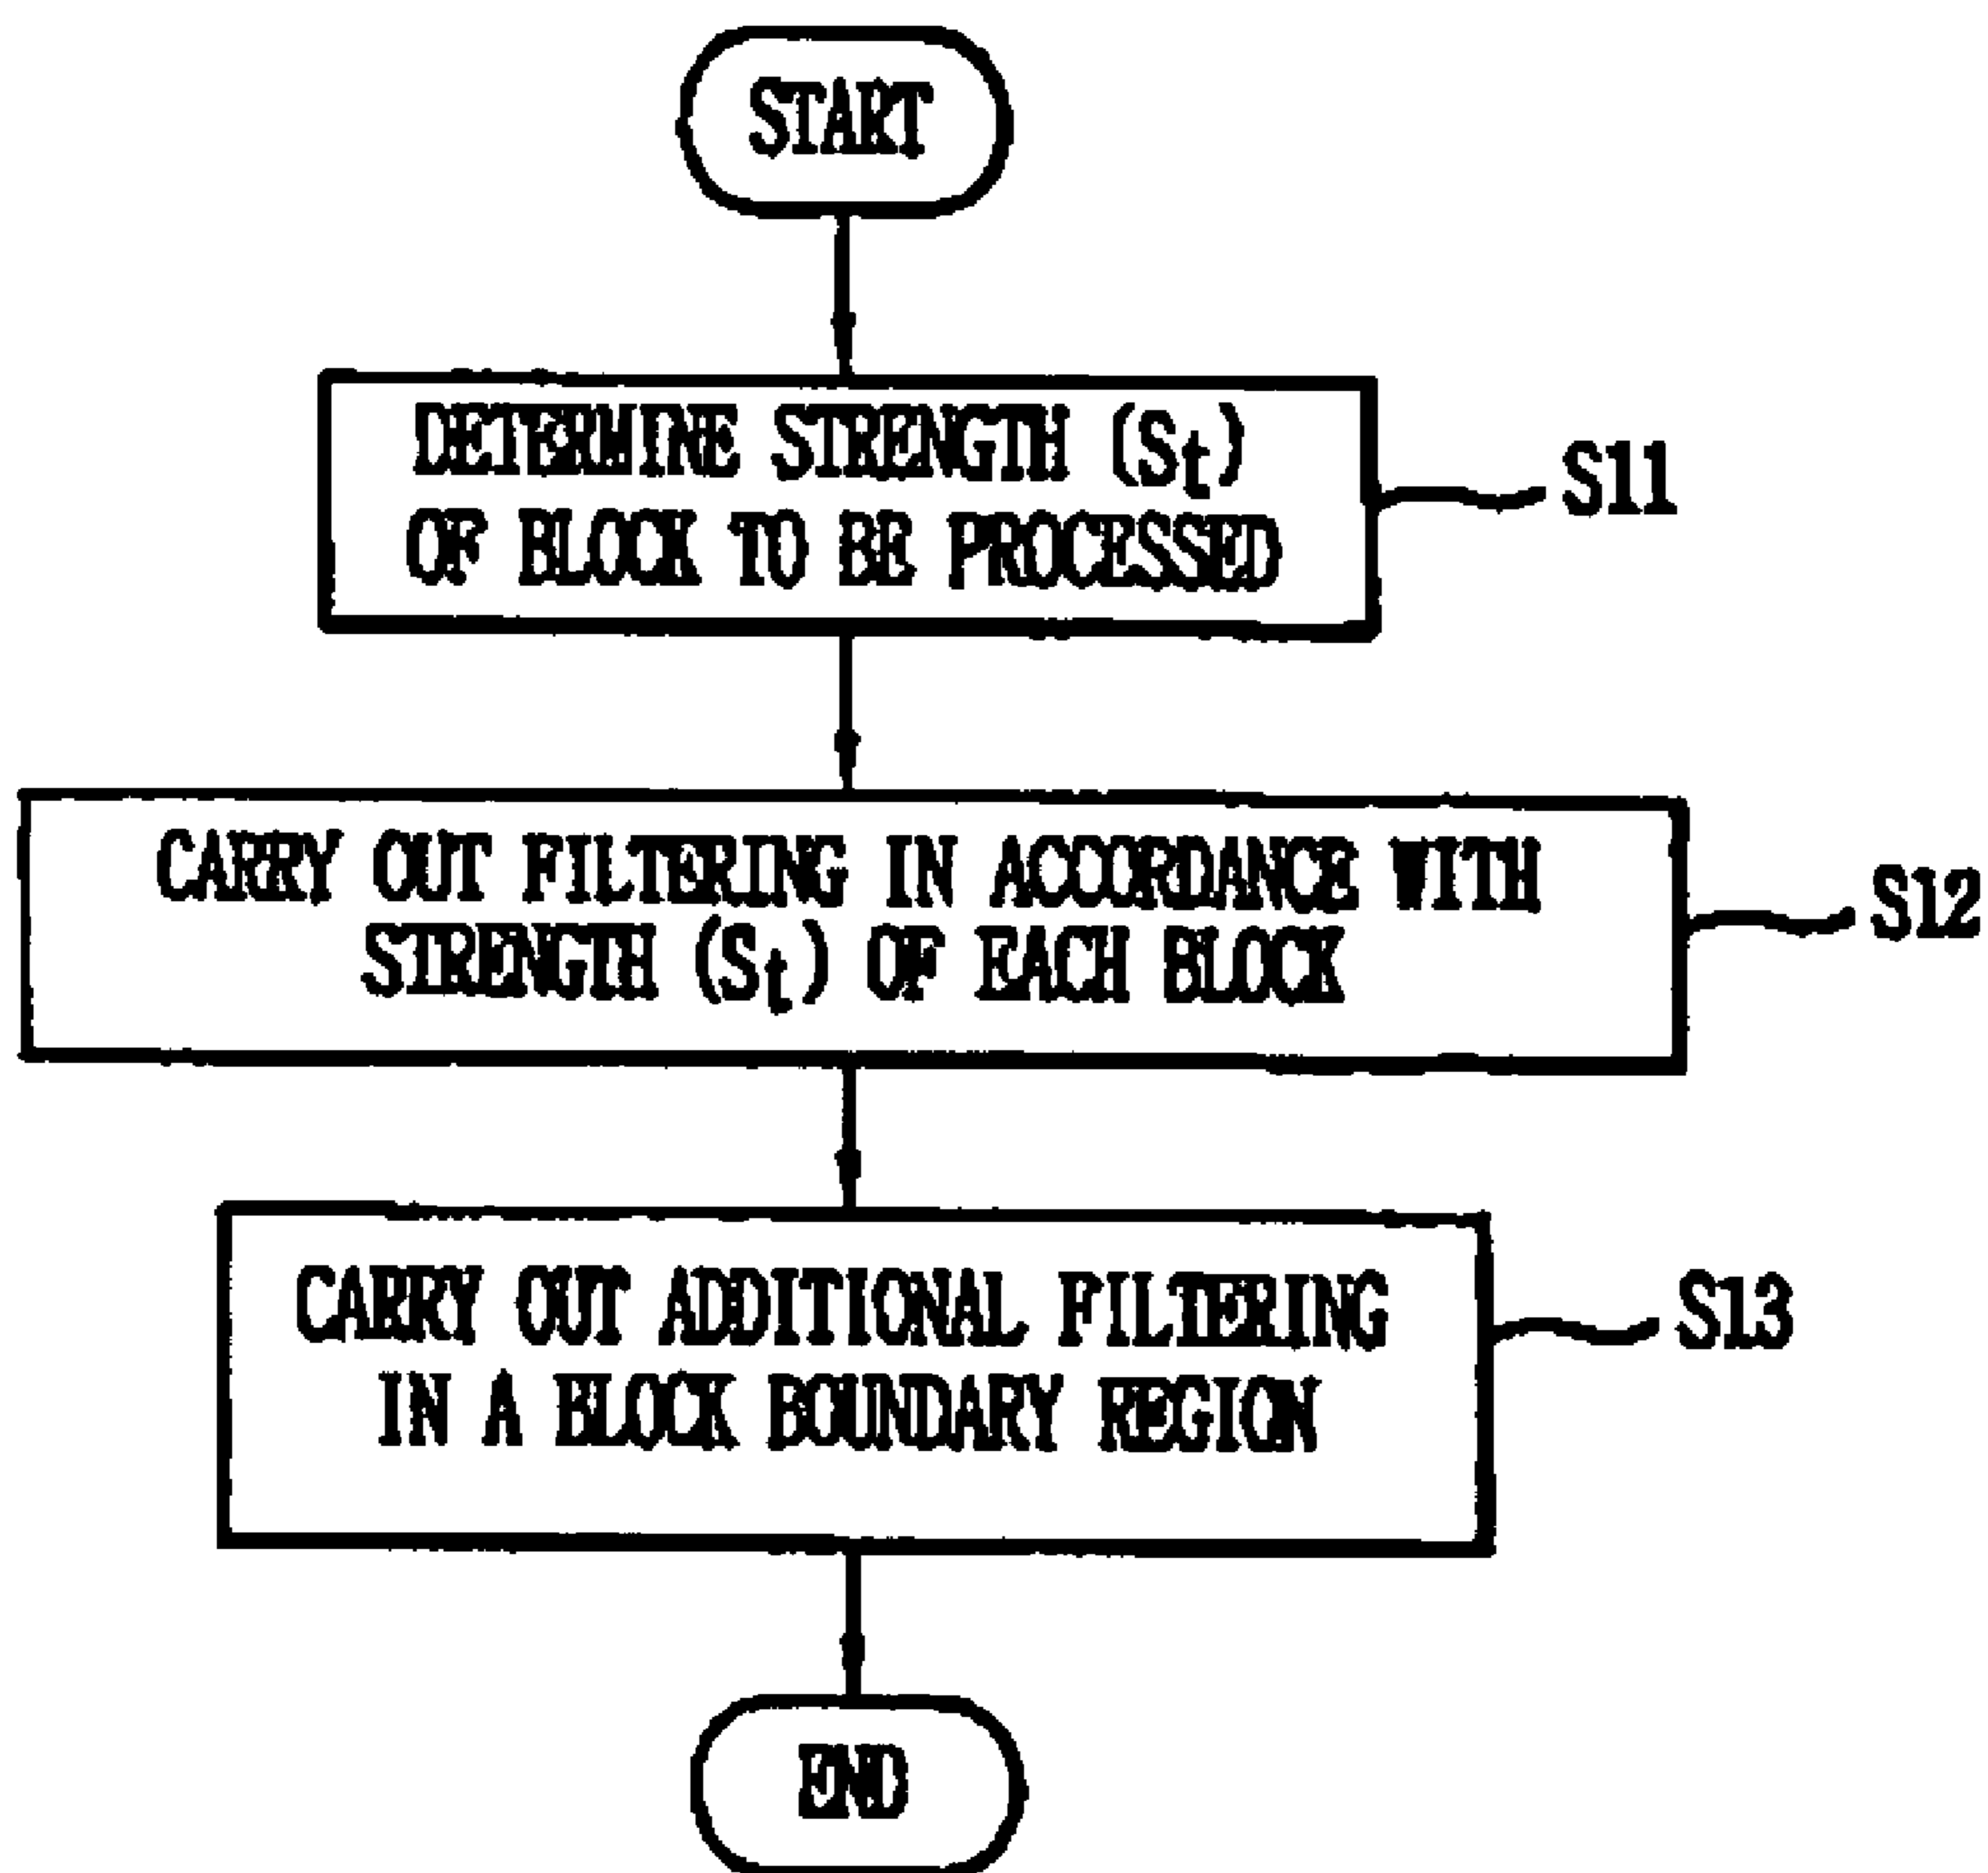 START
DETERMINE STRENGTH (St)
OF BLOCK TO BE PROCESSED
S11
CARRY OUT FILTERING IN ACCORDANCE WITH
STRENGTH (St) OF EACH BLOCK
S12
CARRY OUT ADDITIONAL FILTERING
IN A BLOCK BOUNDARY REGION
S13
END